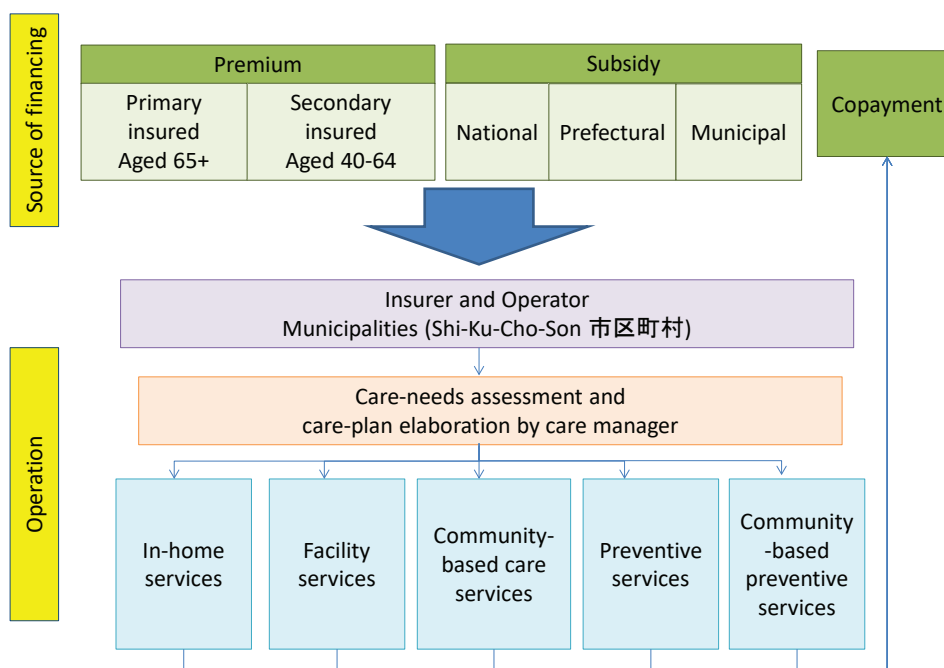 Source of financing
Premium
Primary
insured
Aged 65+
Secondary
insured
Aged 40-64
Subsidy
National
Prefectural
Municipal
Copayment
Insurer and Operator
Municipalities (Shi-Ku-Cho-Son 市区町村)
Operation
Care-needs assessment and
care-plan elaboration by care manager
In-home
services
Facility
services
Community-
based care
services
Preventive
services
Community
-based
preventive
services